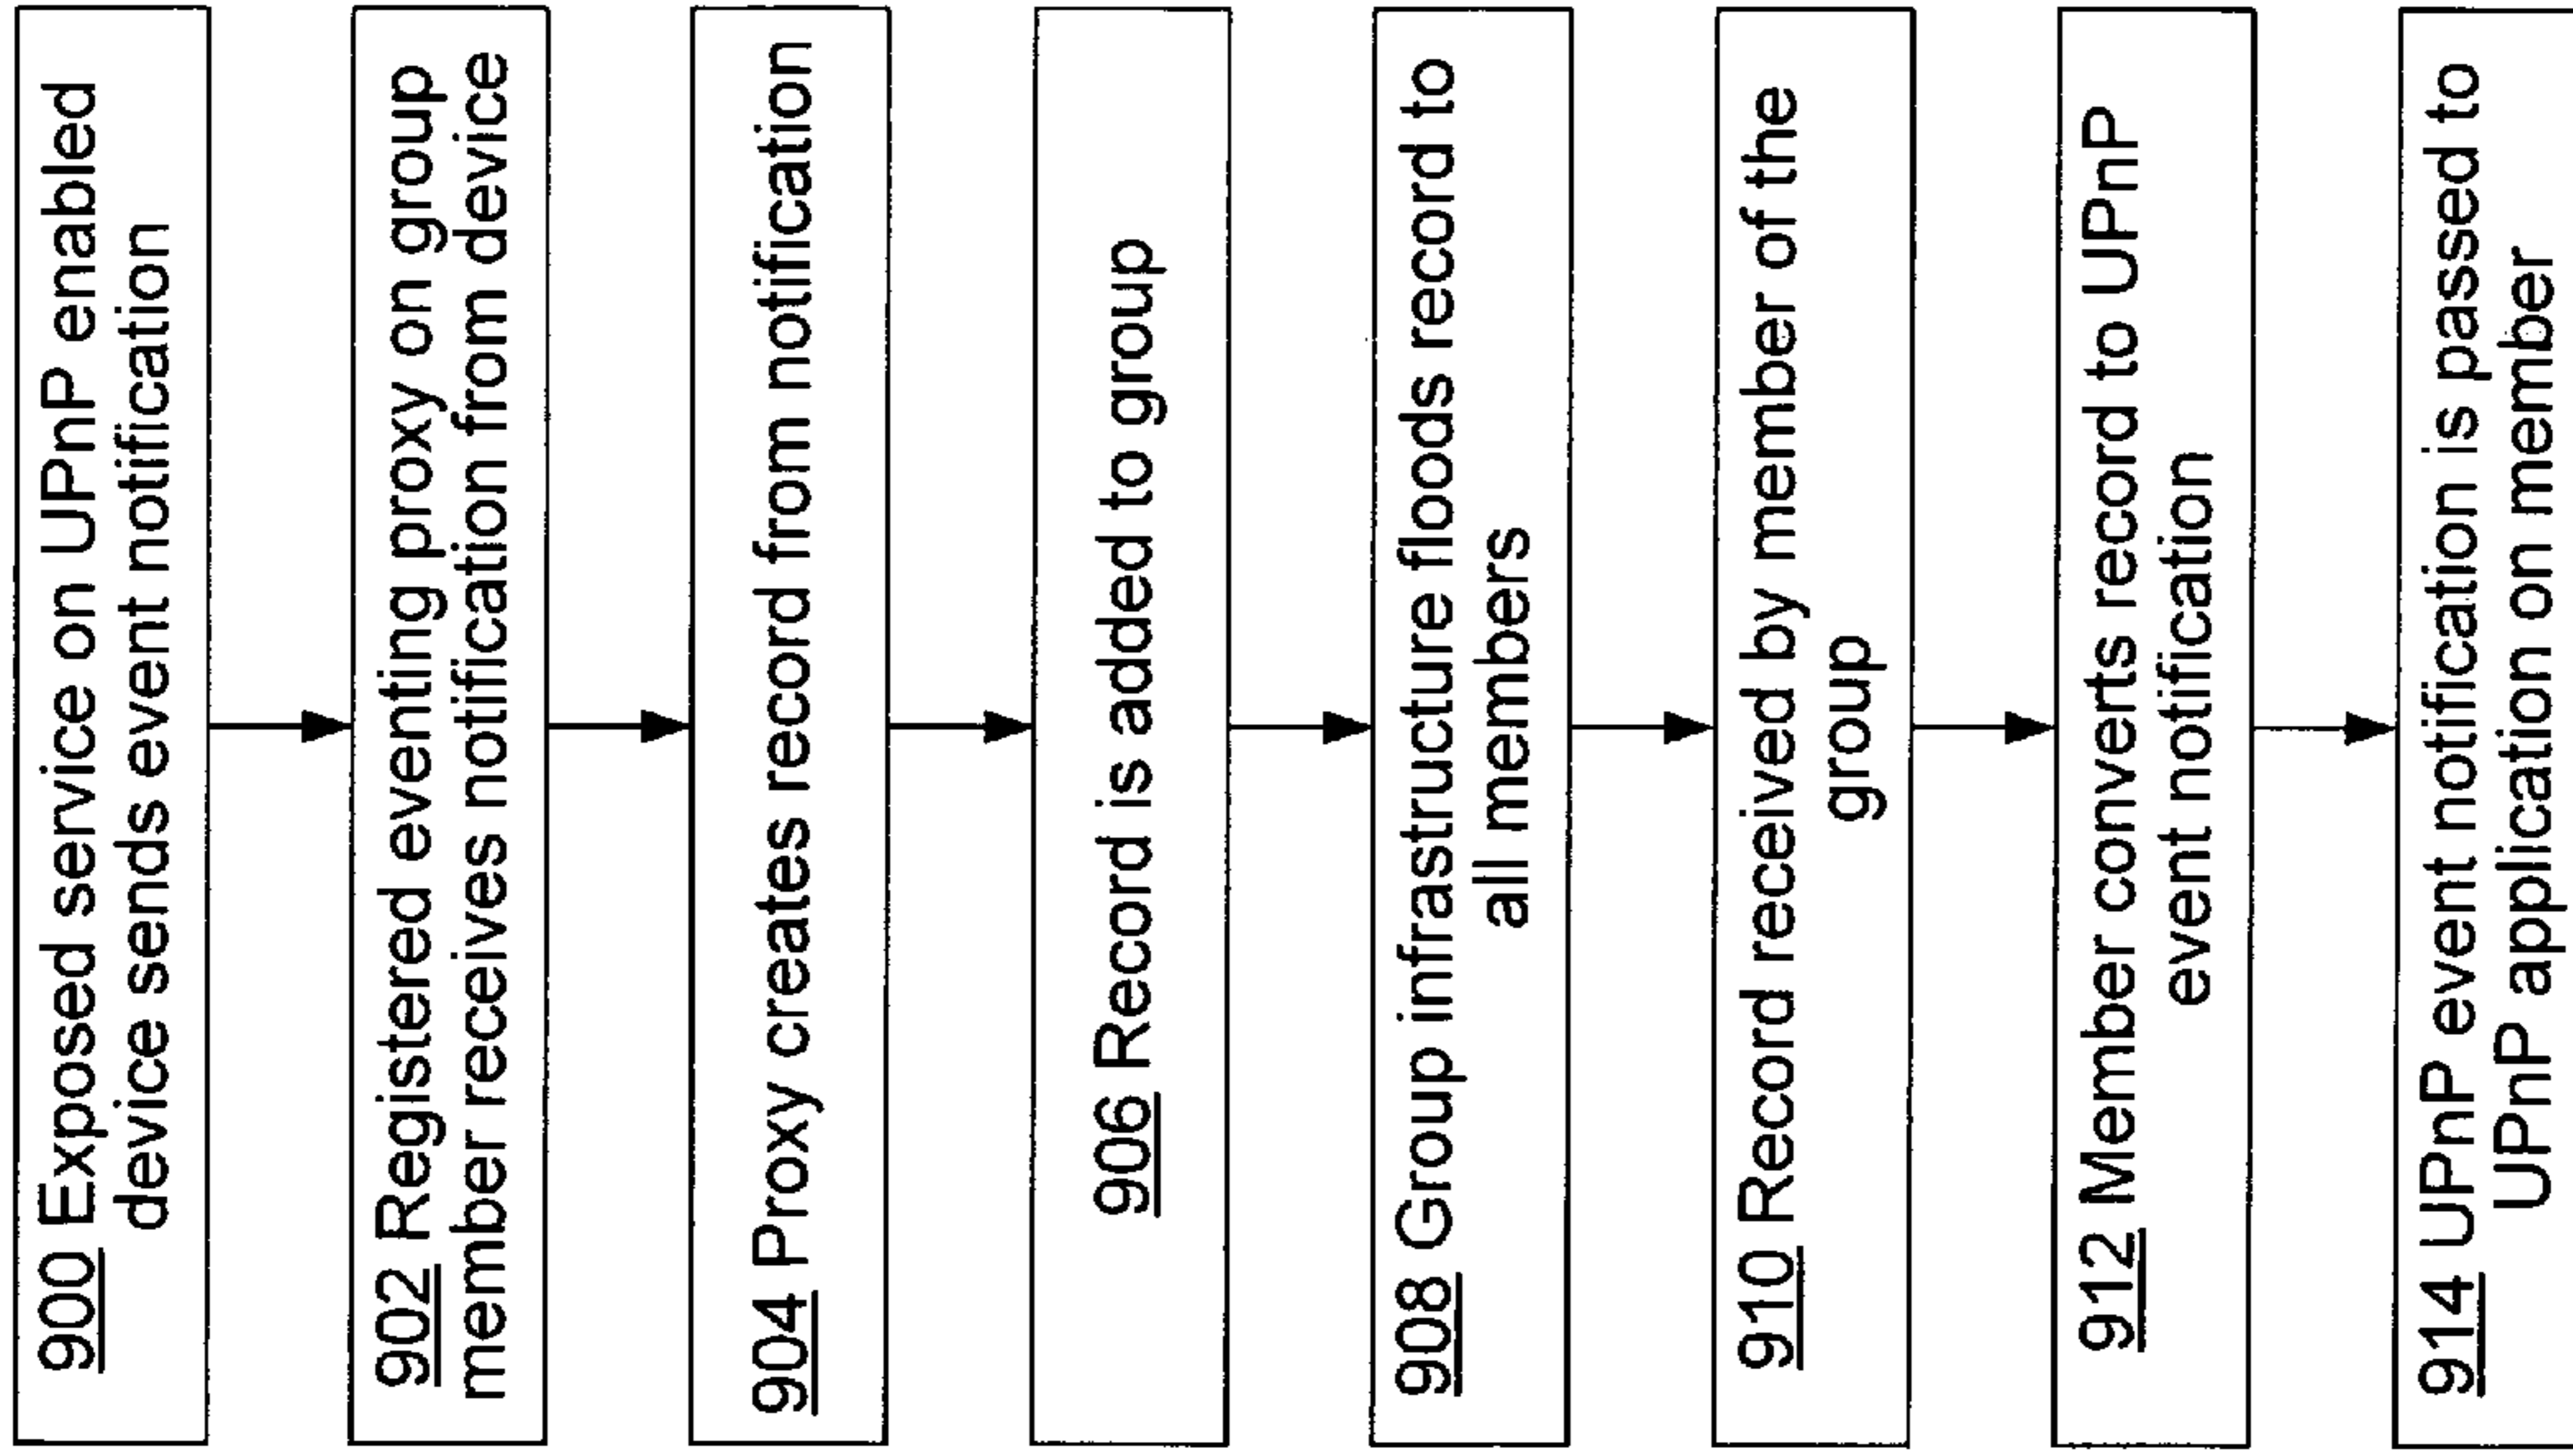 900 Exposed service on UPnP enabled
device sends event notification
902 Registered eventing proxy on group
member receives notification from device
904 Proxy creates record from notification
906 Record is added to group
908 Group infrastructure floods record to
all members
910 Record received by member of the
group
912 Member converts record to UPnP
event notification
914 UPnP event notification is passed to
UPnP application on member